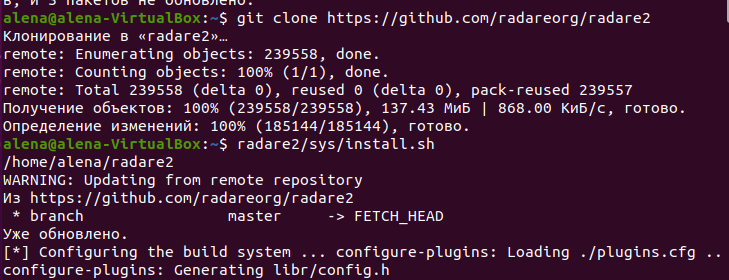 в, и 3 пакетов не обновлено.
alena@alena-VirtualBox:~$ git clone https://github.com/radareorg/radare2
Клонирование в «radare2»…
remote: Enumerating objects: 239558, done.
remote: Counting objects: 100% (1/1), done.
remote: Total 239558 (delta 0), reused 0 (delta 0), pack-reused 239557
Получение объектов: 100% (239558/239558), 137.43 МиБ | 868.00 КиБ/с, готово.
Определение изменений: 100% (185144/185144), готово.
alena@alena-VirtualBox:~$ radare2/sys/install.sh
/home/alena/radare2
WARNING: Updating from remote repository
Из https://github.com/radareorg/radare2
 * branch                master     -> FETCH_HEAD
Уже обновлено.
[*] Configuring the build system ... configure-plugins: Loading ./plugins.cfg ..
configure-plugins: Generating libr/config.h